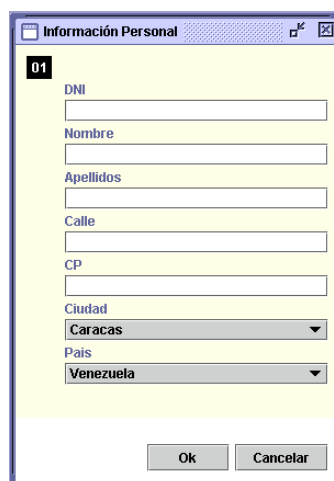 Información Personal
01
DNI
Nombre
Apellidos
Calle
CP
Ciudad
Caracas
Pais
Venezuela
Ok Cancelar